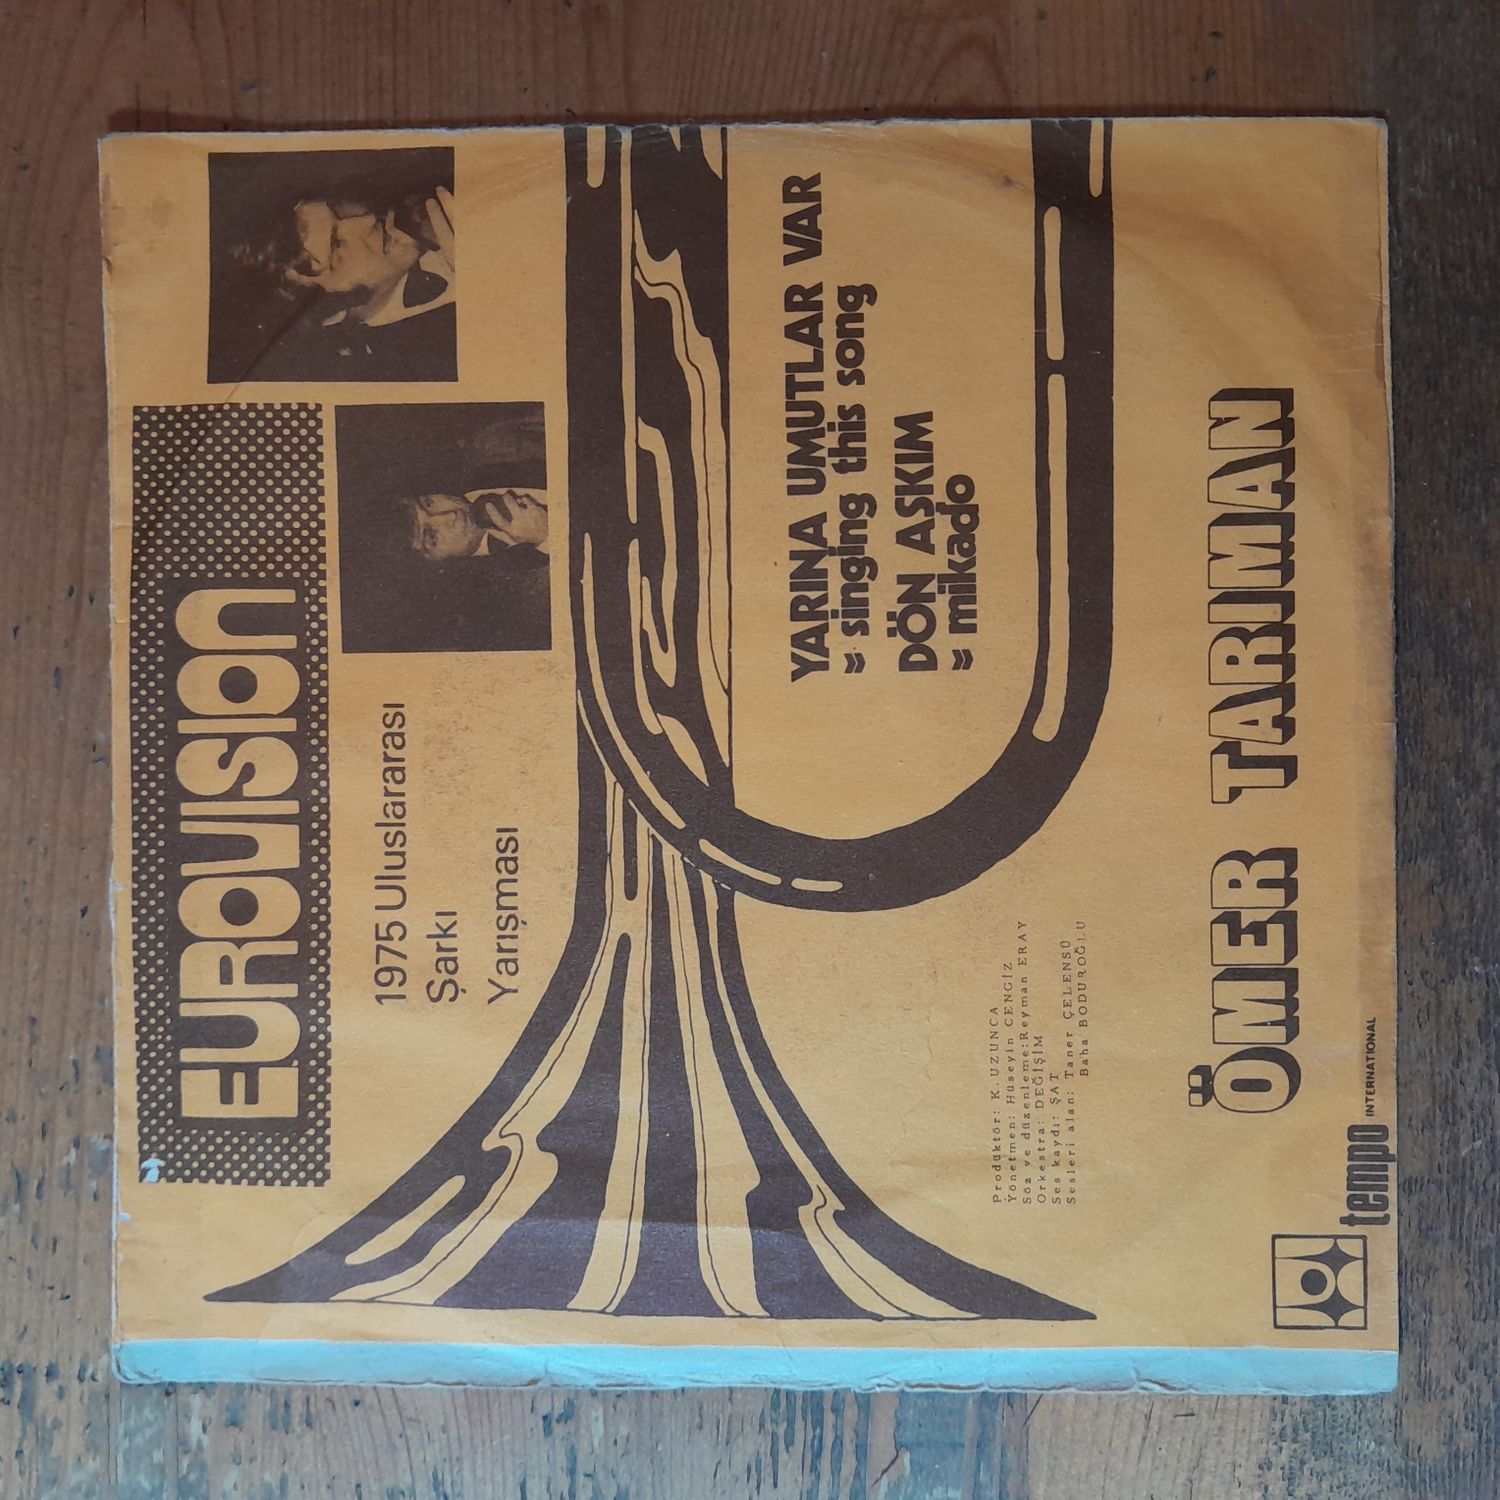 EUROVISION
1975 Uluslararası
Şarkı
Yarışması
YARINA UMUTLAR VAR
≈ singing this song
DÖN AŞKIM
≈ mikado
Prodüktör: K.UZUNCA
Yönetmen: Hüseyin CENGİZ
Söz ve düzenleme:Reyman ERAY
Orkestra: DEĞİŞİM
Ses kaydı: ŞAT
Sesleri alan: Taner ÇELENSÜ
Baha BODUROĞLU
ÖMER TARIMAN
tempo INTERNATIONAL